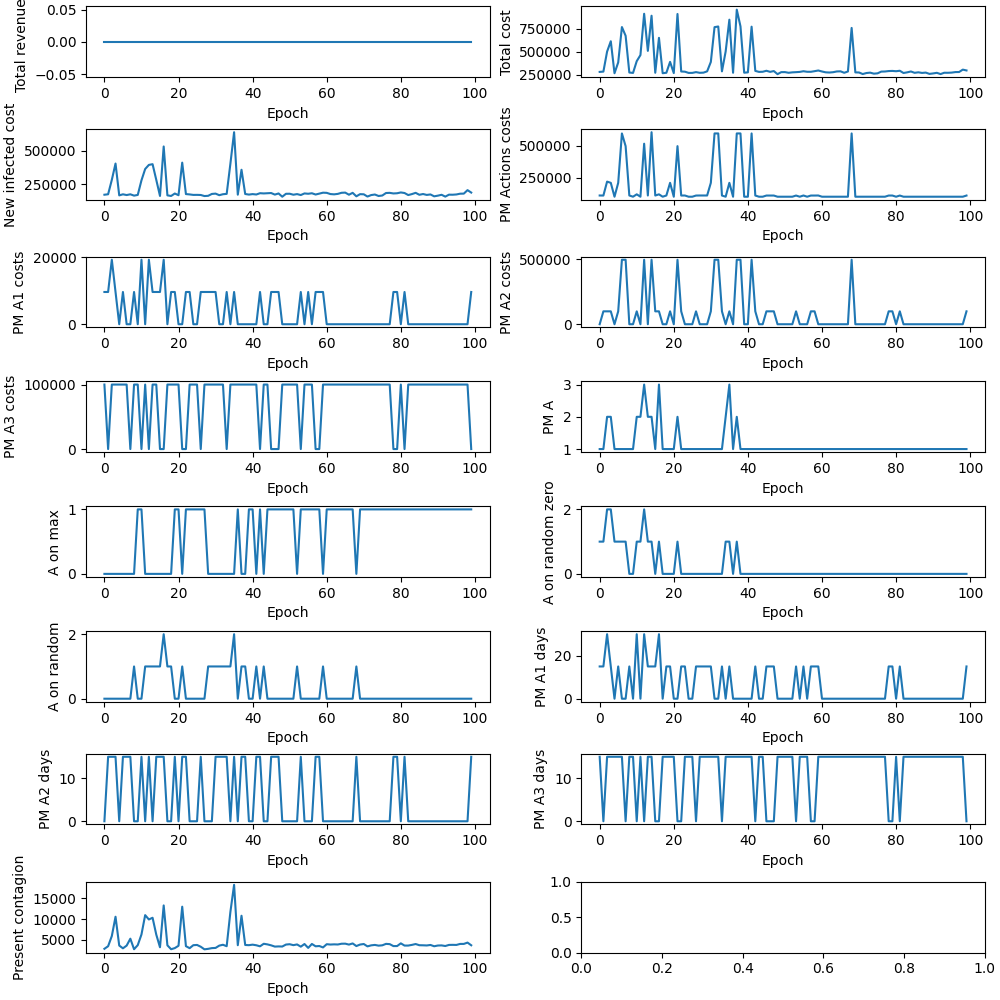 Total revenue
0.05
0.00
−0.05
0 20 40 60 80 100
Epoch
Total cost
750000
500000
250000
0 20 40 60 80 100
Epoch
New infected cost
500000
250000
0 20 40 60 80 100
Epoch
PM Actions costs
500000
250000
0 20 40 60 80 100
Epoch
PM A1 costs
20000
0
0 20 40 60 80 100
Epoch
PM A2 costs
500000
0
0 20 40 60 80 100
Epoch
PM A3 costs
100000
0
0 20 40 60 80 100
Epoch
PM A
3
2
1
0 20 40 60 80 100
Epoch
A on max
1
0
0 20 40 60 80 100
Epoch
A on random zero
2
0
0 20 40 60 80 100
Epoch
A on random
2
0
0 20 40 60 80 100
Epoch
PM A1 days
20
0
0 20 40 60 80 100
Epoch
PM A2 days
10
0
0 20 40 60 80 100
Epoch
PM A3 days
10
0
0 20 40 60 80 100
Epoch
Present contagion
15000
10000
5000
0 20 40 60 80 100
Epoch
1.0
0.5
0.0
0.0 0.2 0.4 0.6 0.8 1.0